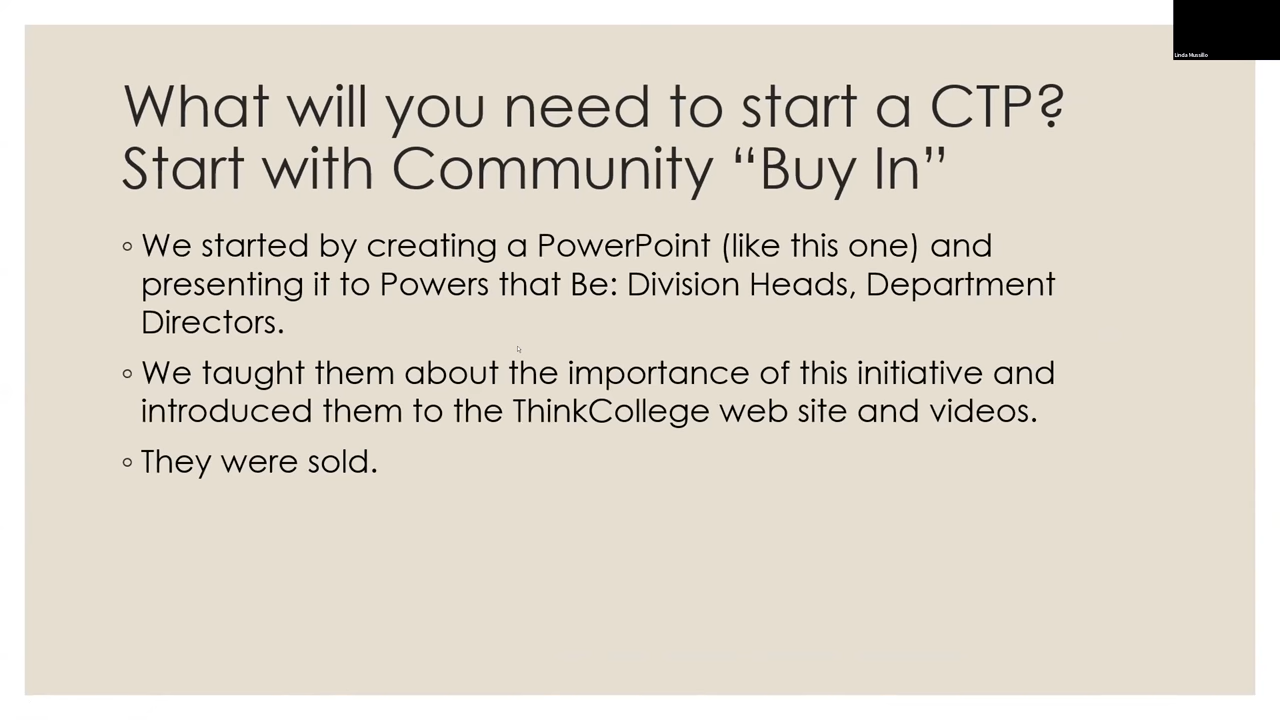 Linda Mussillo
What will you need to start a CTP?
Start with Community “Buy In”
◦ We started by creating a PowerPoint (like this one) and
presenting it to Powers that Be: Division Heads, Department
Directors.
◦ We taught them about the importance of this initiative and
introduced them to the ThinkCollege web site and videos.
◦ They were sold.